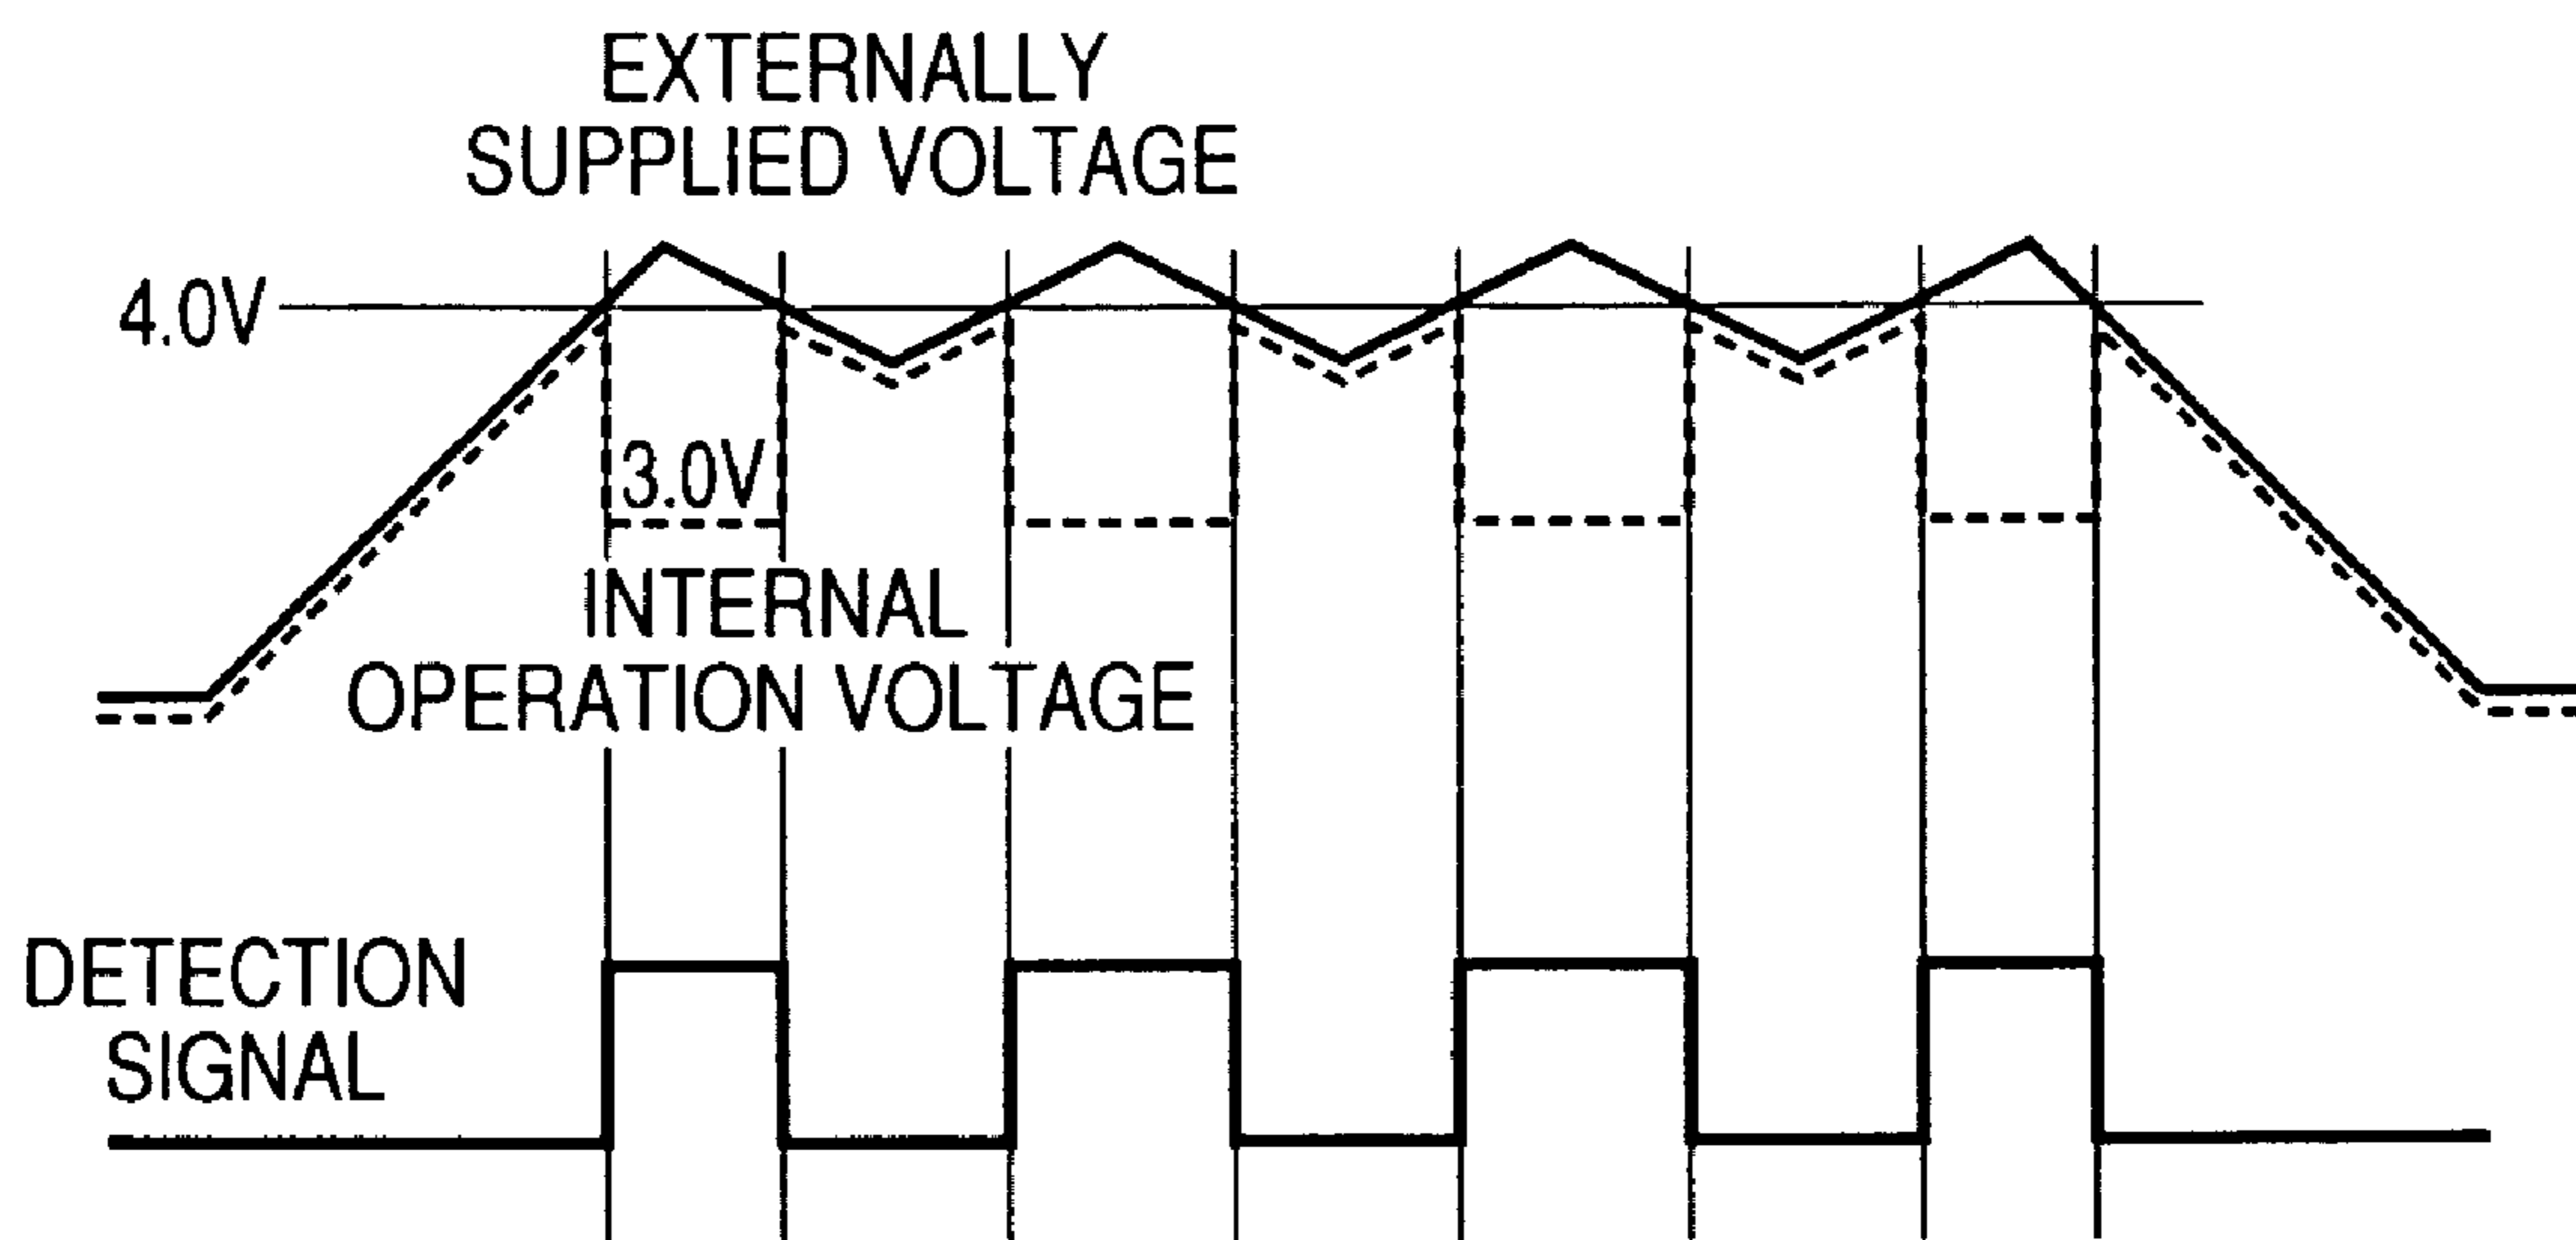 EXTERNALLY
SUPPLIED VOLTAGE
4.0V
3.0V
INTERNAL
OPERATION VOLTAGE
DETECTION
SIGNAL